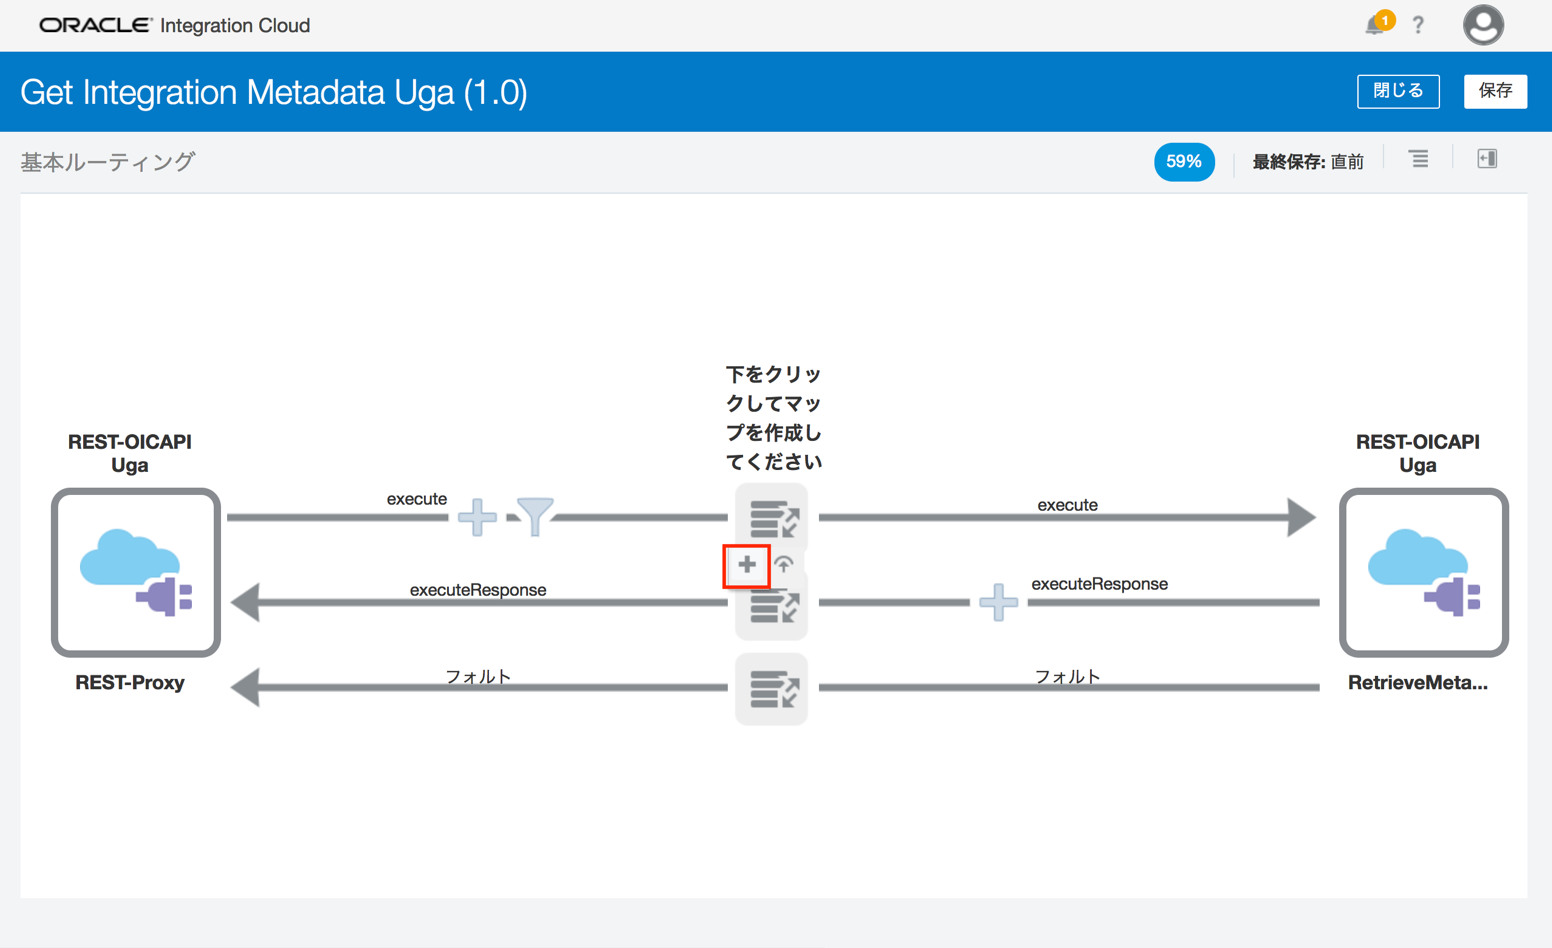 ORACLE Integration Cloud
1
?
Get Integration Metadata Uga (1.0)
閉じる
保存
基本ルーティング
59%
最終保存: 直前
下をクリッ
クしてマッ
プを作成し
てください
REST-OICAPI
Uga
REST-OICAPI
Uga
execute
execute
executeResponse
executeResponse
フォルト
フォルト
REST-Proxy
RetrieveMeta...